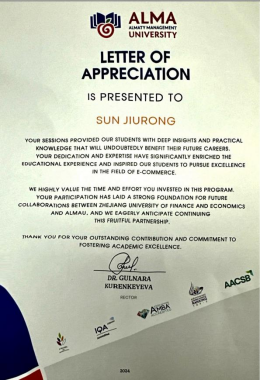 ALMA
ALMATY MANAGEMENT
UNIVERSITY
LETTER OF
APPRECIATION
IS PRESENTED TO
SUN JIURONG
YOUR SESSIONS PROVIDED OUR STUDENTS WITH DEEP INSIGHTS AND PRACTICAL
KNOWLEDGE THAT WILL UNDOUBTEDLY BENEFIT THEIR FUTURE CAREERS.
YOUR DEDICATION AND EXPERTISE HAVE SIGNIFICANTLY ENRICHED THE
EDUCATIONAL EXPERIENCE AND INSPIRED OUR STUDENTS TO PURSUE EXCELLENCE
IN THE FIELD OF E-COMMERCE.
WE HIGHLY VALUE THE TIME AND EFFORT YOU INVESTED IN THIS PROGRAM.
YOUR PARTICIPATION HAS LAID A STRONG FOUNDATION FOR FUTURE
COLLABORATIONS BETWEEN ZHEJIANG UNIVERSITY OF FINANCE AND ECONOMICS
AND ALMAU, AND WE EAGERLY ANTICIPATE CONTINUING
THIS FRUITFUL PARTNERSHIP.
THANK YOU FOR YOUR OUTSTANDING CONTRIBUTION AND COMMITMENT TO
FOSTERING ACADEMIC EXCELLENCE.
DR. GULNARA
KURENKEYEVA
RECTOR
IQA
AMBA
AACSB
2024